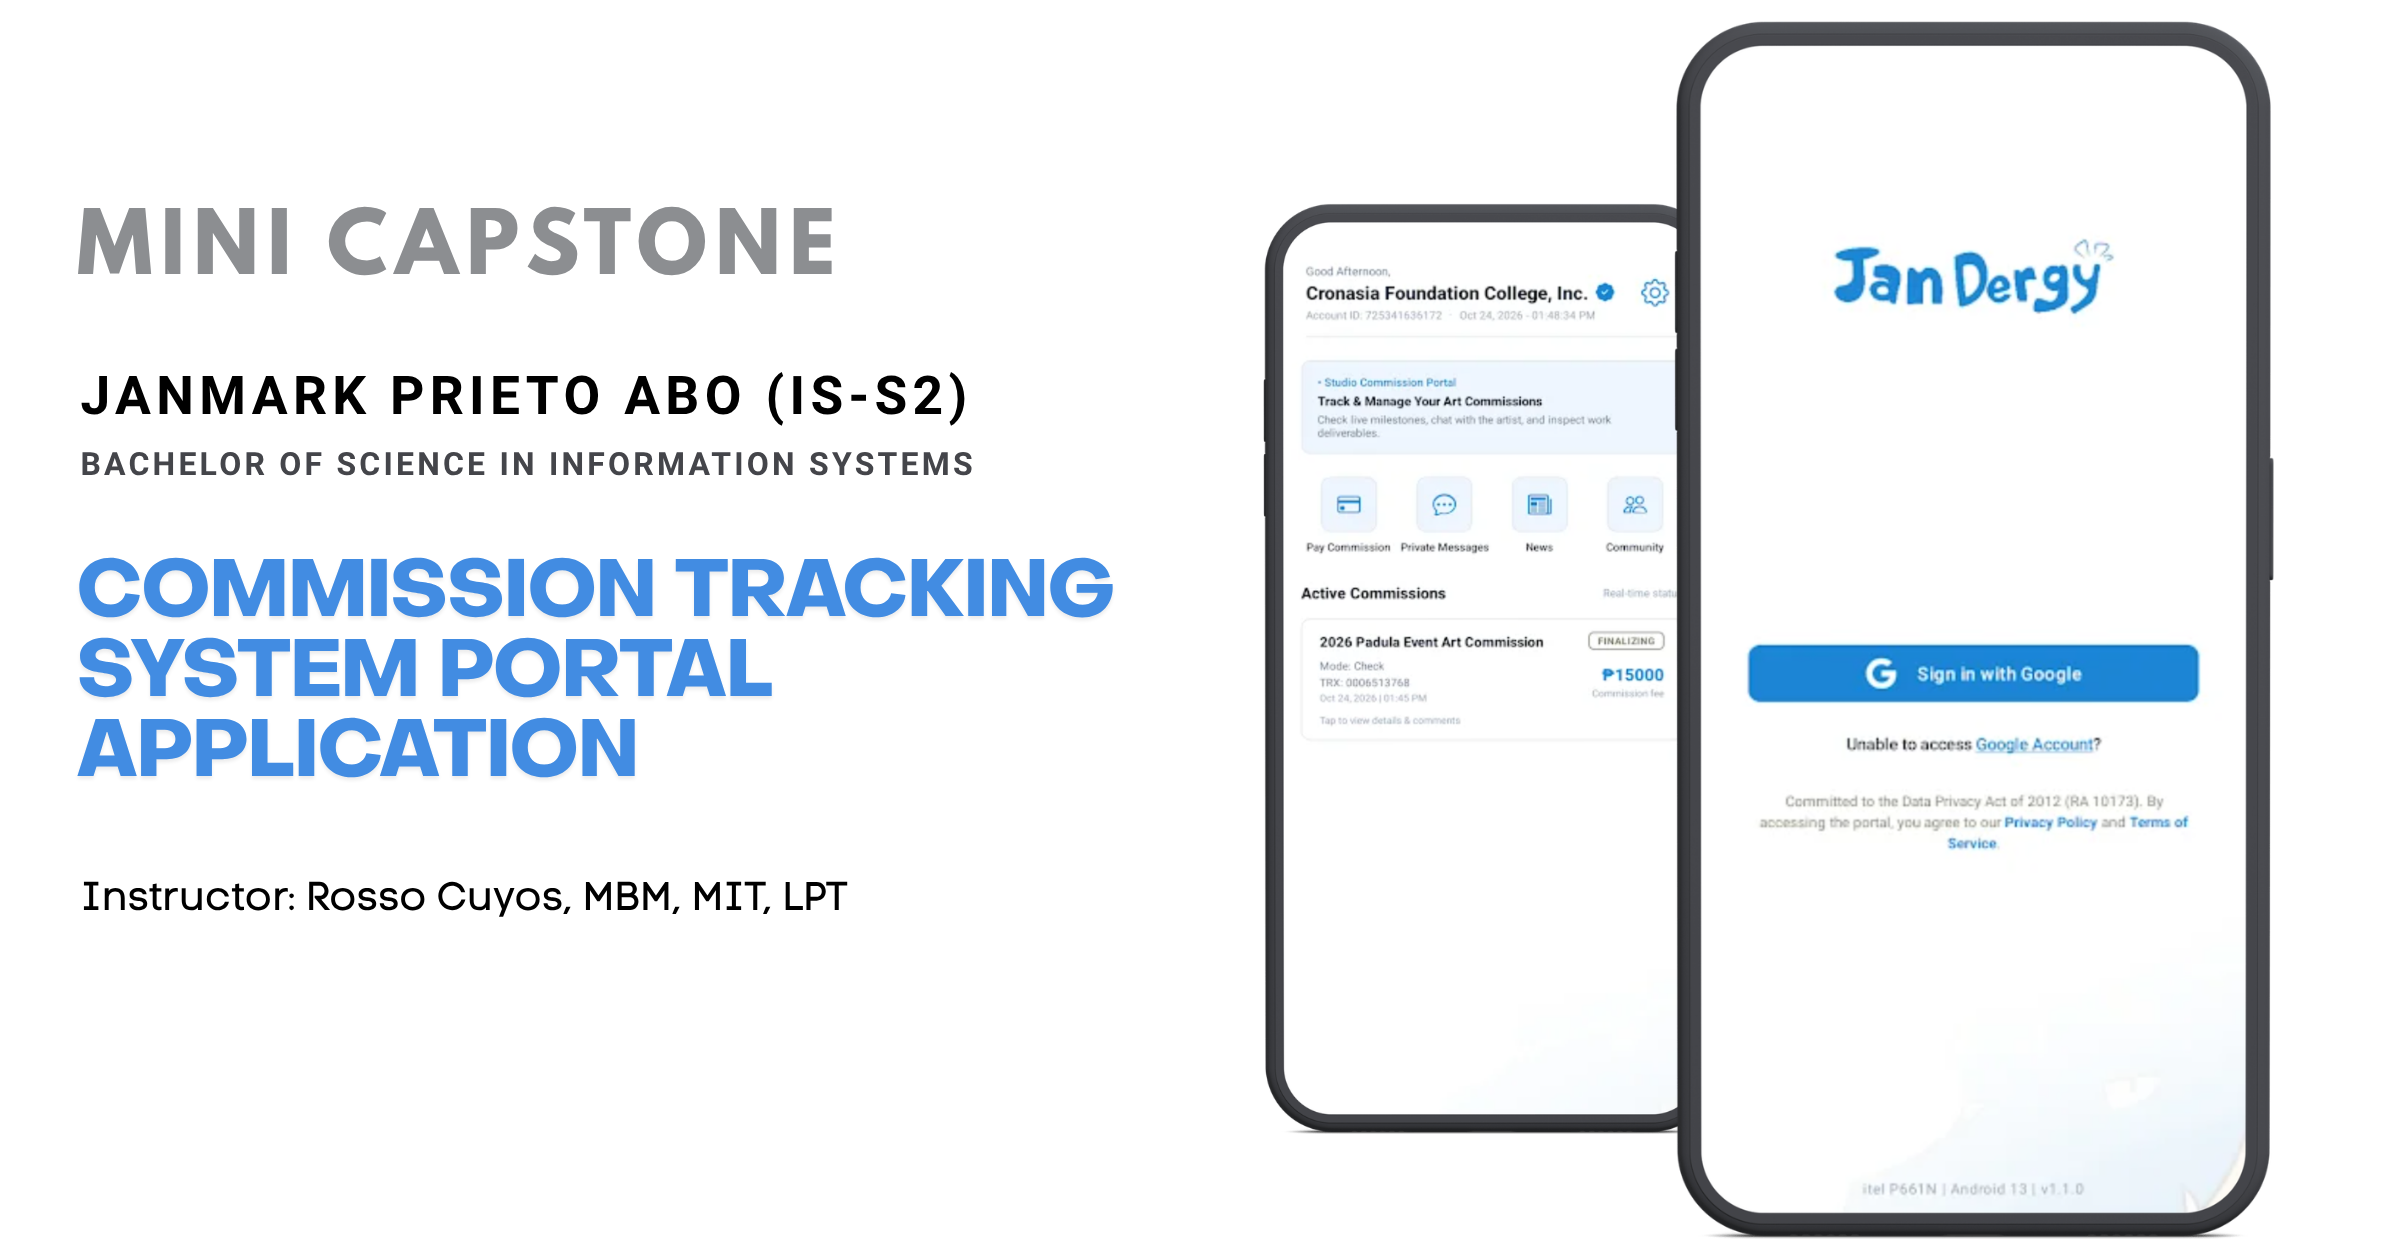 MINI CAPSTONE
JANMARK PRIETO ABO (IS-S2)
BACHELOR OF SCIENCE IN INFORMATION SYSTEMS
COMMISSION TRACKING
SYSTEM PORTAL
APPLICATION
Instructor: Rosso Cuyos, MBM, MIT, LPT
Good Afternoon,
Cronasia Foundation College, Inc.
Account ID: 725341636172 · Oct 24, 2026 - 01:48:34 PM
• Studio Commission Portal
Track & Manage Your Art Commissions
Check live milestones, chat with the artist, and inspect work
deliverables.
Pay Commission Private Messages News Community
Active Commissions Real-time statu
2026 Padula Event Art Commission FINALIZING
Mode: Check
TRX: 0006513768 ₱15000
Oct 24, 2026 | 01:45 PM Commission fee
Tap to view details & comments
Jan Dergy
G Sign in with Google
Unable to access Google Account?
Committed to the Data Privacy Act of 2012 (RA 10173). By
accessing the portal, you agree to our Privacy Policy and Terms of
Service.
itel P661N | Android 13 | v1.1.0